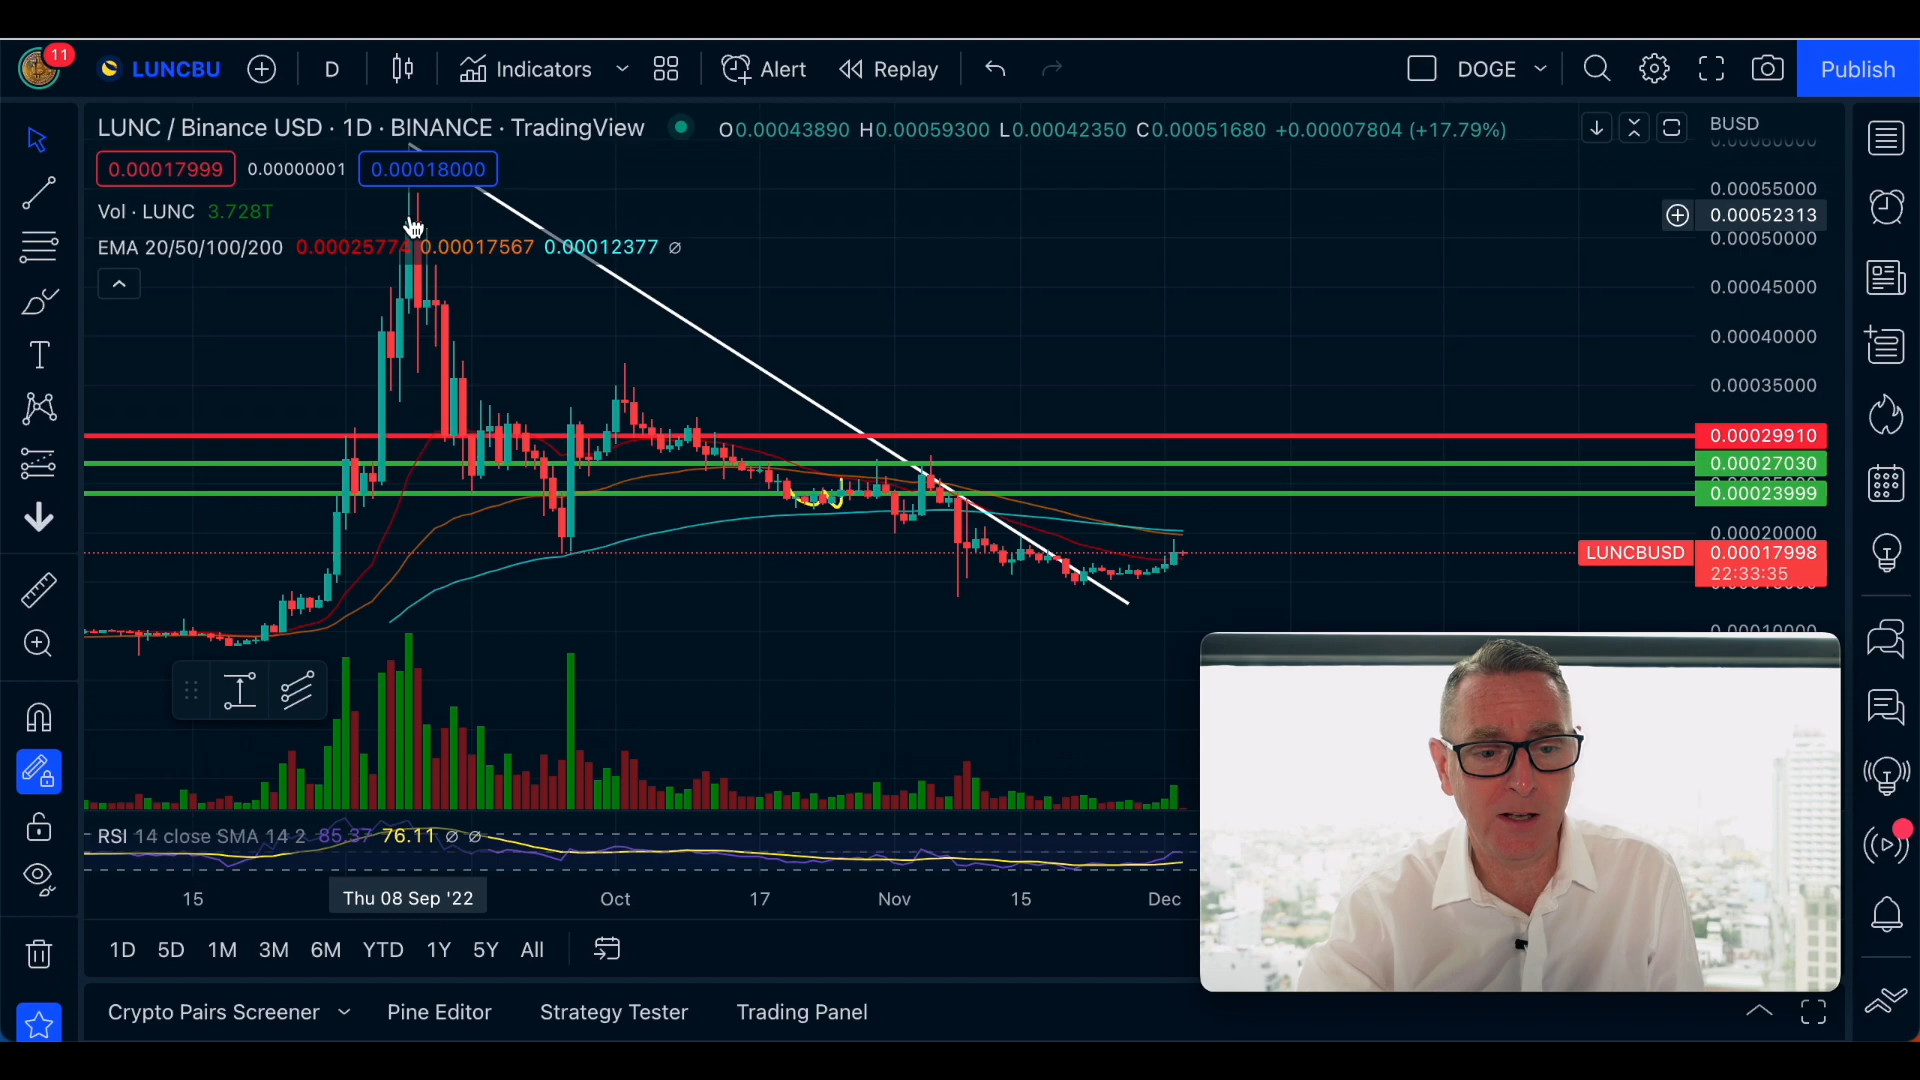 11
LUNCBU D Indicators Alert Replay DOGE Publish
LUNC / Binance USD · 1D · BINANCE · TradingView O0.00043890 H0.00059300 L0.00042350 C0.00051680 +0.00007804 (+17.79%) BUSD
0.00017999 0.00000001 0.00018000
Vol · LUNC 3.728T
EMA 20/50/100/200 0.00025774 0.00017567 0.00012377 ∅
0.00055000
0.00052313
0.00050000
0.00045000
0.00040000
0.00035000
0.00029910
0.00027030
0.00023999
0.00020000
LUNCBUSD 0.00017998
22:33:35
RSI 14 close SMA 14 2 85.37 76.11 ∅ ∅
15 Thu 08 Sep '22 Oct 17 Nov 15 Dec
1D 5D 1M 3M 6M YTD 1Y 5Y All
Crypto Pairs Screener Pine Editor Strategy Tester Trading Panel